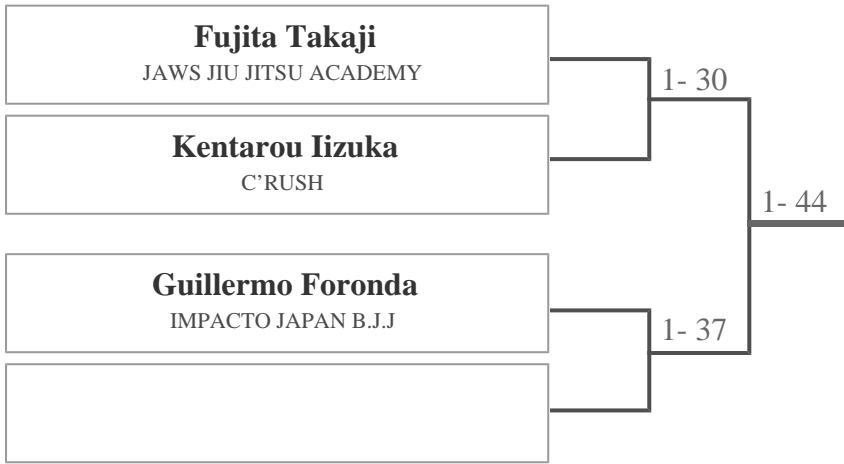 Fujita Takaji
JAWS JIU JITSU ACADEMY
1- 30
Kentarou Iizuka
C'RUSH
1- 44
Guillermo Foronda
IMPACTO JAPAN B.J.J
1- 37